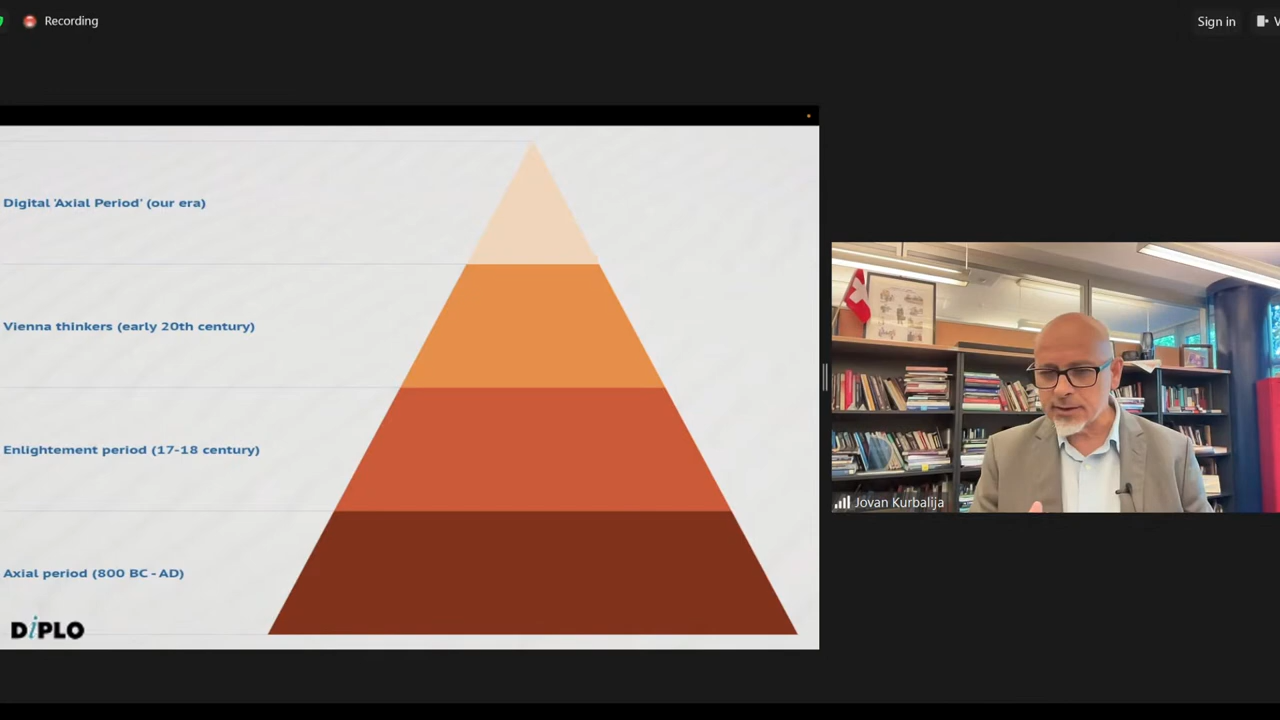 Recording
Sign in
Digital 'Axial Period' (our era)
Vienna thinkers (early 20th century)
Enlightement period (17-18 century)
Axial period (800 BC - AD)
DiPLO
Jovan Kurbalija